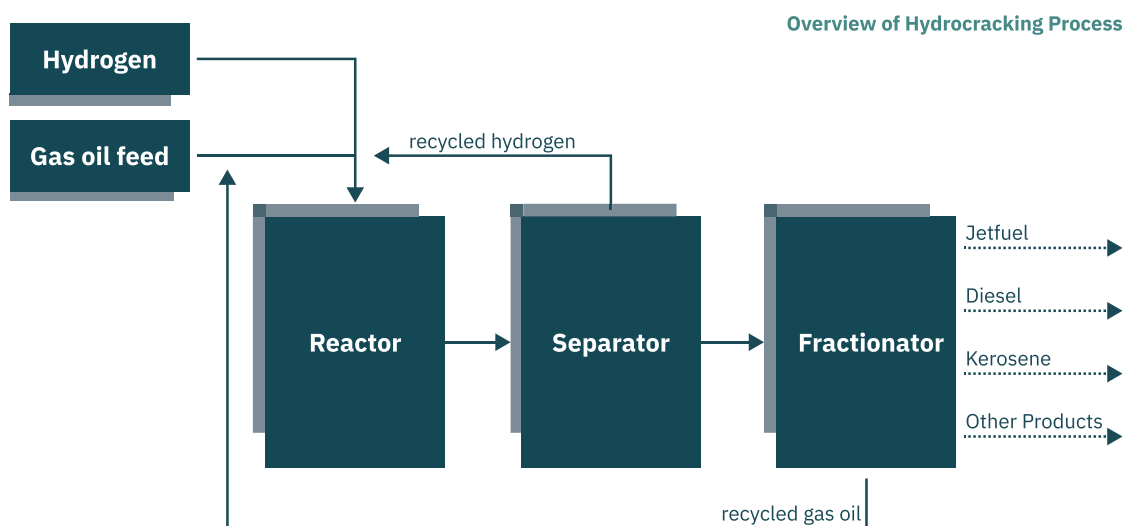 Overview of Hydrocracking Process
Hydrogen
Gas oil feed
recycled hydrogen
Reactor
Separator
Fractionator
Jetfuel
Diesel
Kerosene
Other Products
recycled gas oil